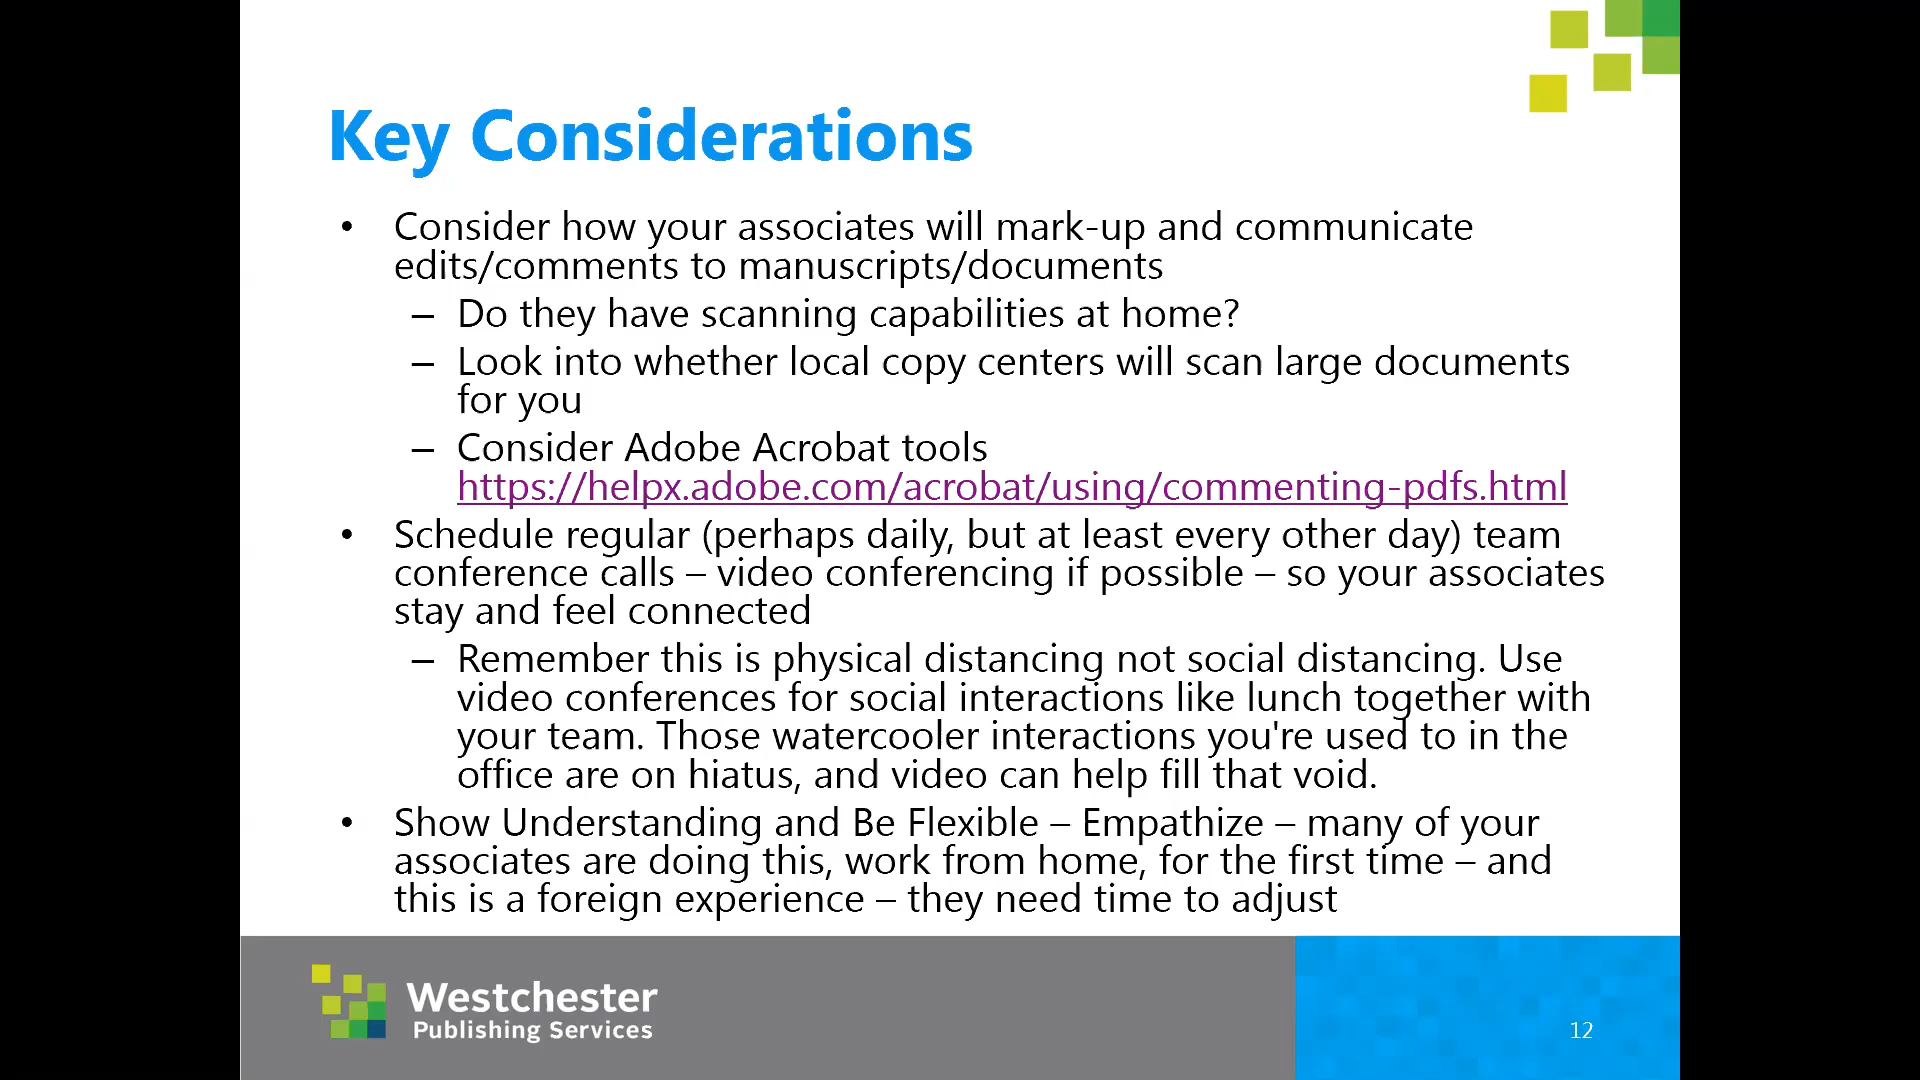 Key Considerations
• Consider how your associates will mark-up and communicate
edits/comments to manuscripts/documents
– Do they have scanning capabilities at home?
– Look into whether local copy centers will scan large documents
for you
– Consider Adobe Acrobat tools
https://helpx.adobe.com/acrobat/using/commenting-pdfs.html
• Schedule regular (perhaps daily, but at least every other day) team
conference calls – video conferencing if possible – so your associates
stay and feel connected
– Remember this is physical distancing not social distancing. Use
video conferences for social interactions like lunch together with
your team. Those watercooler interactions you're used to in the
office are on hiatus, and video can help fill that void.
• Show Understanding and Be Flexible – Empathize – many of your
associates are doing this, work from home, for the first time – and
this is a foreign experience – they need time to adjust
Westchester
Publishing Services
12